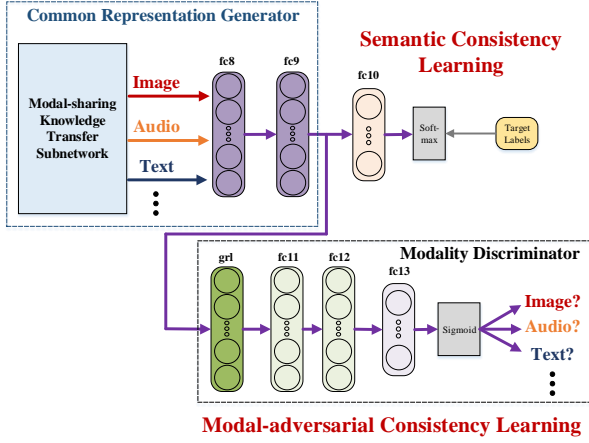 Common Representation Generator
Modal-sharing
Knowledge
Transfer
Subnetwork
Image
Audio
Text
fc8
fc9
Semantic Consistency
Learning
fc10
Soft-
max
Target
Labels
Modality Discriminator
grl
fc11
fc12
fc13
Sigmoid
Image?
Audio?
Text?
Modal-adversarial Consistency Learning